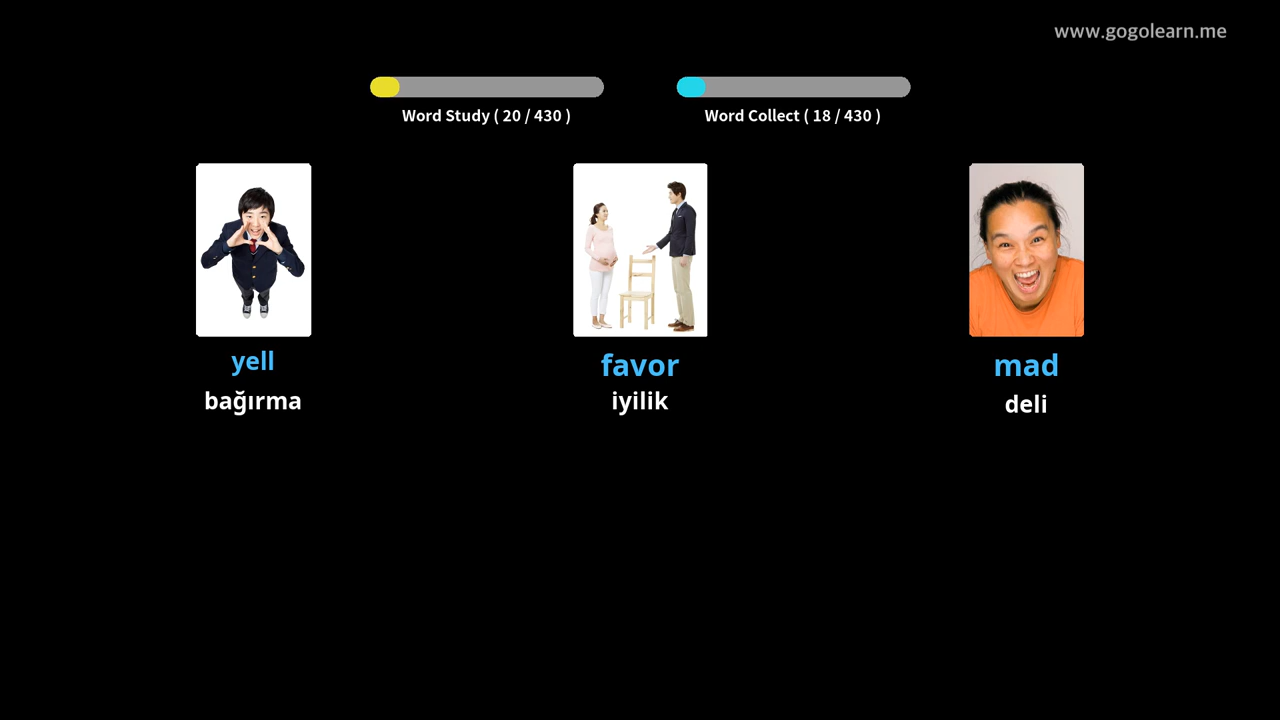 www.gogolearn.me
Word Study ( 20 / 430 )
Word Collect ( 18 / 430 )
yell
bağırma
favor
iyilik
mad
deli